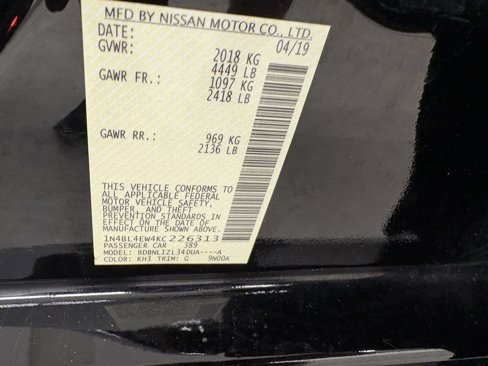 MFD BY NISSAN MOTOR CO., LTD.
DATE: 04/19
GVWR: 2018 KG
4449 LB
GAWR FR.: 1097 KG
2418 LB
GAWR RR.: 969 KG
2136 LB
THIS VEHICLE CONFORMS TO
ALL APPLICABLE FEDERAL
MOTOR VEHICLE SAFETY,
BUMPER, AND THEFT
PREVENTION STANDARDS IN
EFFECT ON THE DATE OF
MANUFACTURE SHOWN ABOVE.
1N4BL4EW4KC226313
PASSENGER CAR 389
MODEL: BDBNLIZL34DUA----A
COLOR: KH3 TRIM: G 9N00A